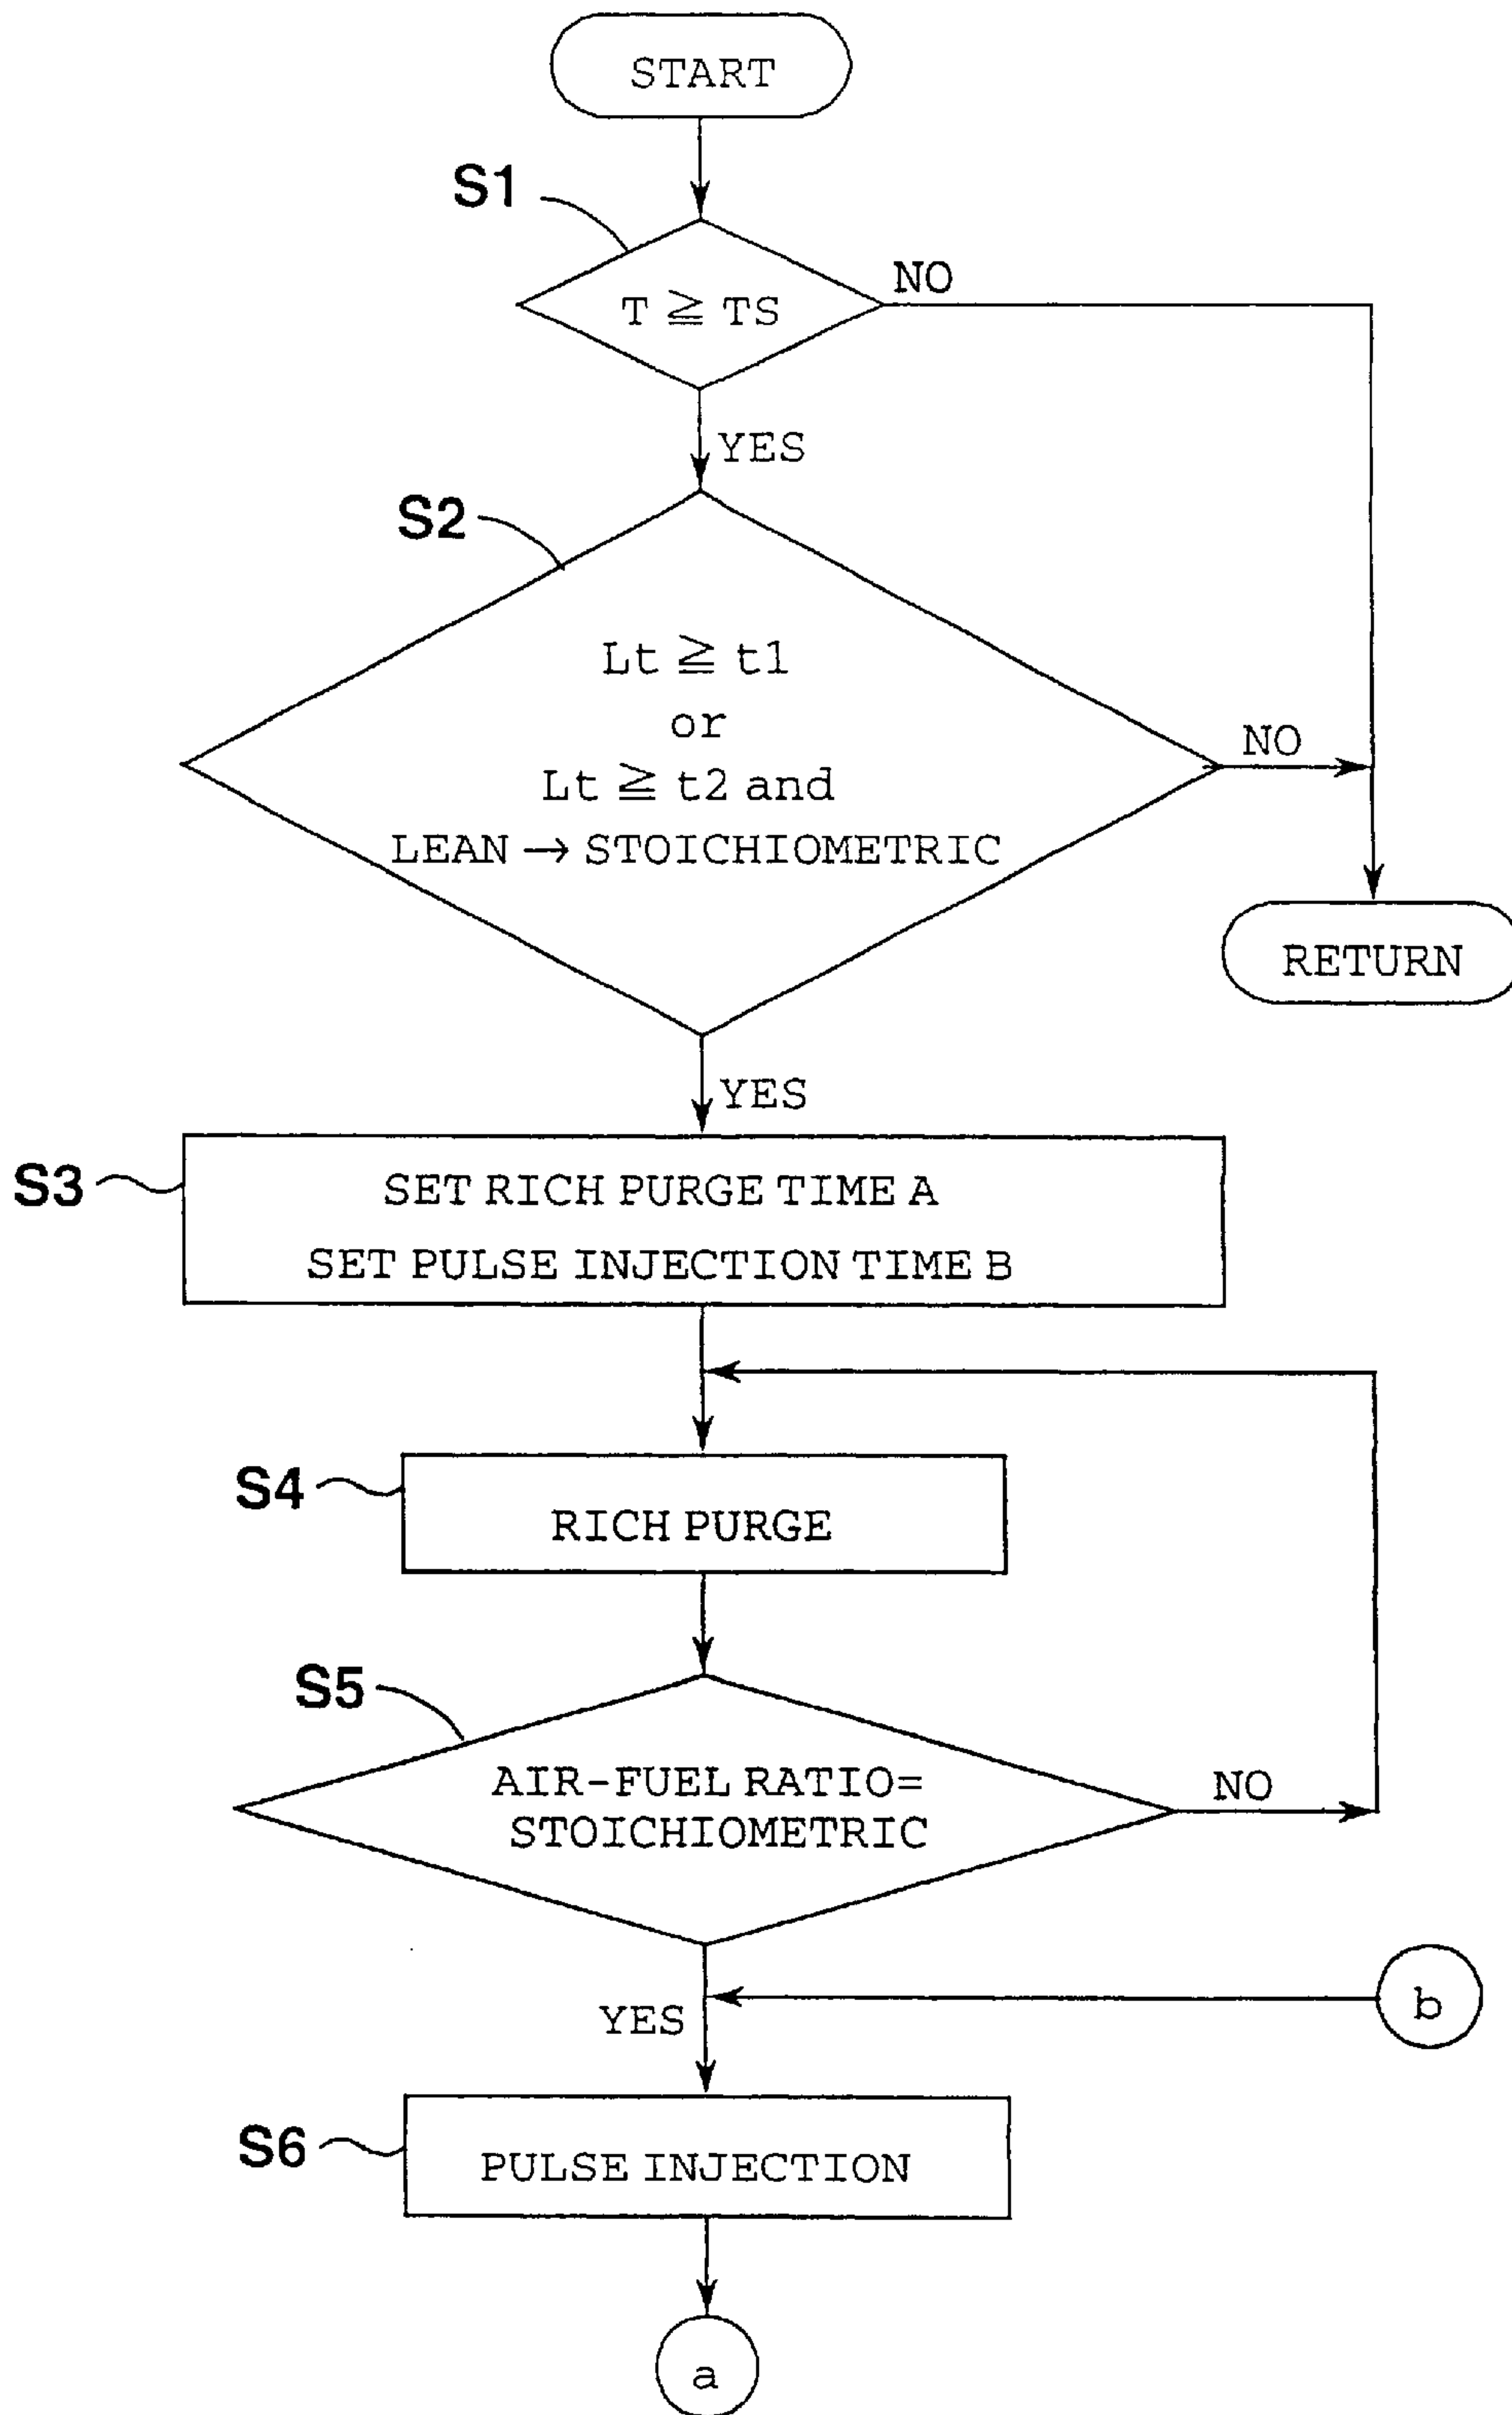 START
S1
T ≧ TS
NO
YES
S2
Lt ≧ t1
or
Lt ≧ t2 and
LEAN → STOICHIOMETRIC
NO
RETURN
YES
S3
SET RICH PURGE TIME A
SET PULSE INJECTION TIME B
S4
RICH PURGE
S5
AIR-FUEL RATIO=
STOICHIOMETRIC
NO
YES
b
S6
PULSE INJECTION
a